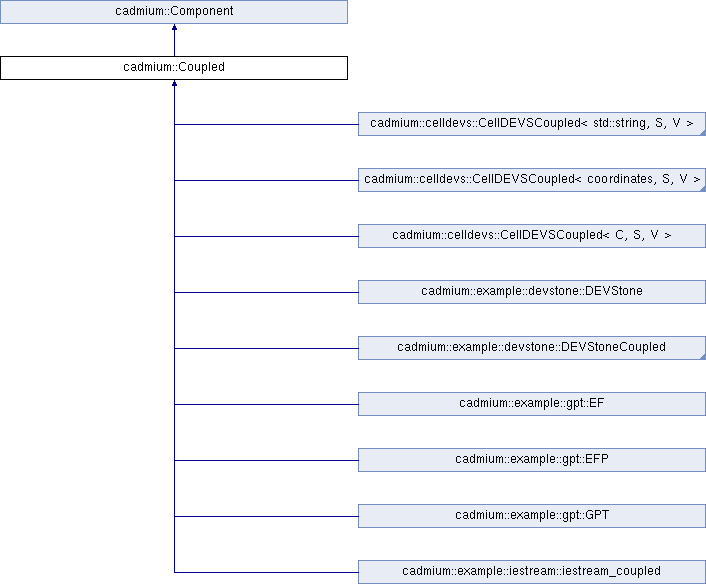 cadmium::Component
cadmium::Coupled
cadmium::celldevs::CellDEVSCoupled< std::string, S, V >
cadmium::celldevs::CellDEVSCoupled< coordinates, S, V >
cadmium::celldevs::CellDEVSCoupled< C, S, V >
cadmium::example::devstone::DEVStone
cadmium::example::devstone::DEVStoneCoupled
cadmium::example::gpt::EF
cadmium::example::gpt::EFP
cadmium::example::gpt::GPT
cadmium::example::iestream::iestream_coupled